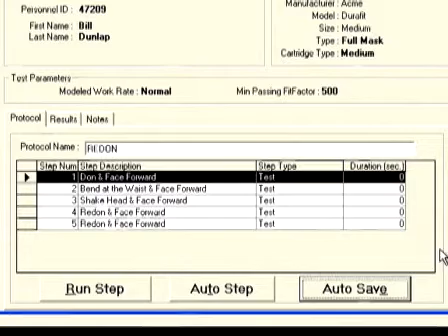 Personnel ID : 47209
First Name : Bill
Last Name : Dunlap
Manufacturer : Acme
Model : Durafit
Size : Medium
Type : Full Mask
Cartridge Type : Medium
Test Parameters
Modeled Work Rate : Normal
Min Passing FitFactor : 500
Protocol
Results
Notes
Protocol Name : REDON
Step Num Step Description Step Type Duration (sec.)
1 Don & Face Forward Test 0
2 Bend at the Waist & Face Forward Test 0
3 Shake Head & Face Forward Test 0
4 Redon & Face Forward Test 0
5 Redon & Face Forward Test 0
Run Step
Auto Step
Auto Save